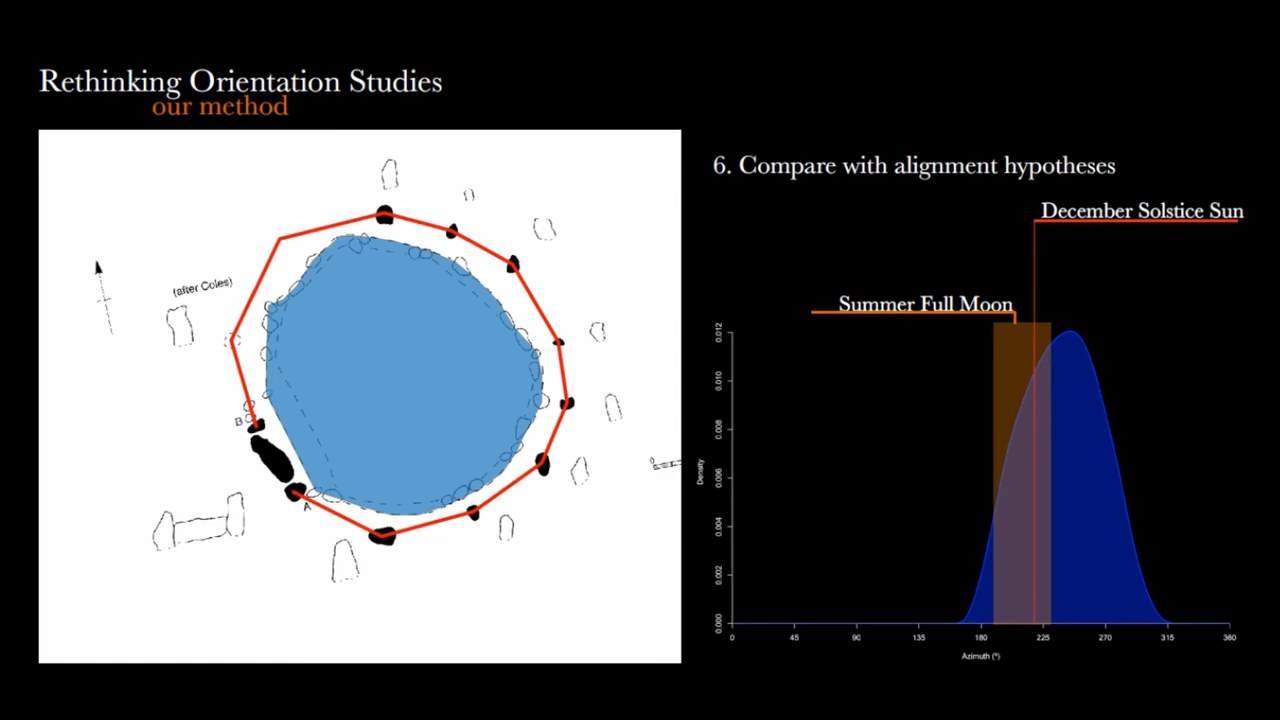 Rethinking Orientation Studies
our method
(after Coles)
B
A
6. Compare with alignment hypotheses
December Solstice Sun
Summer Full Moon
0.012
0.010
0.008
0.006
0.004
0.002
0.000
Density
0 45 90 135 180 225 270 315 360
Azimuth (º)